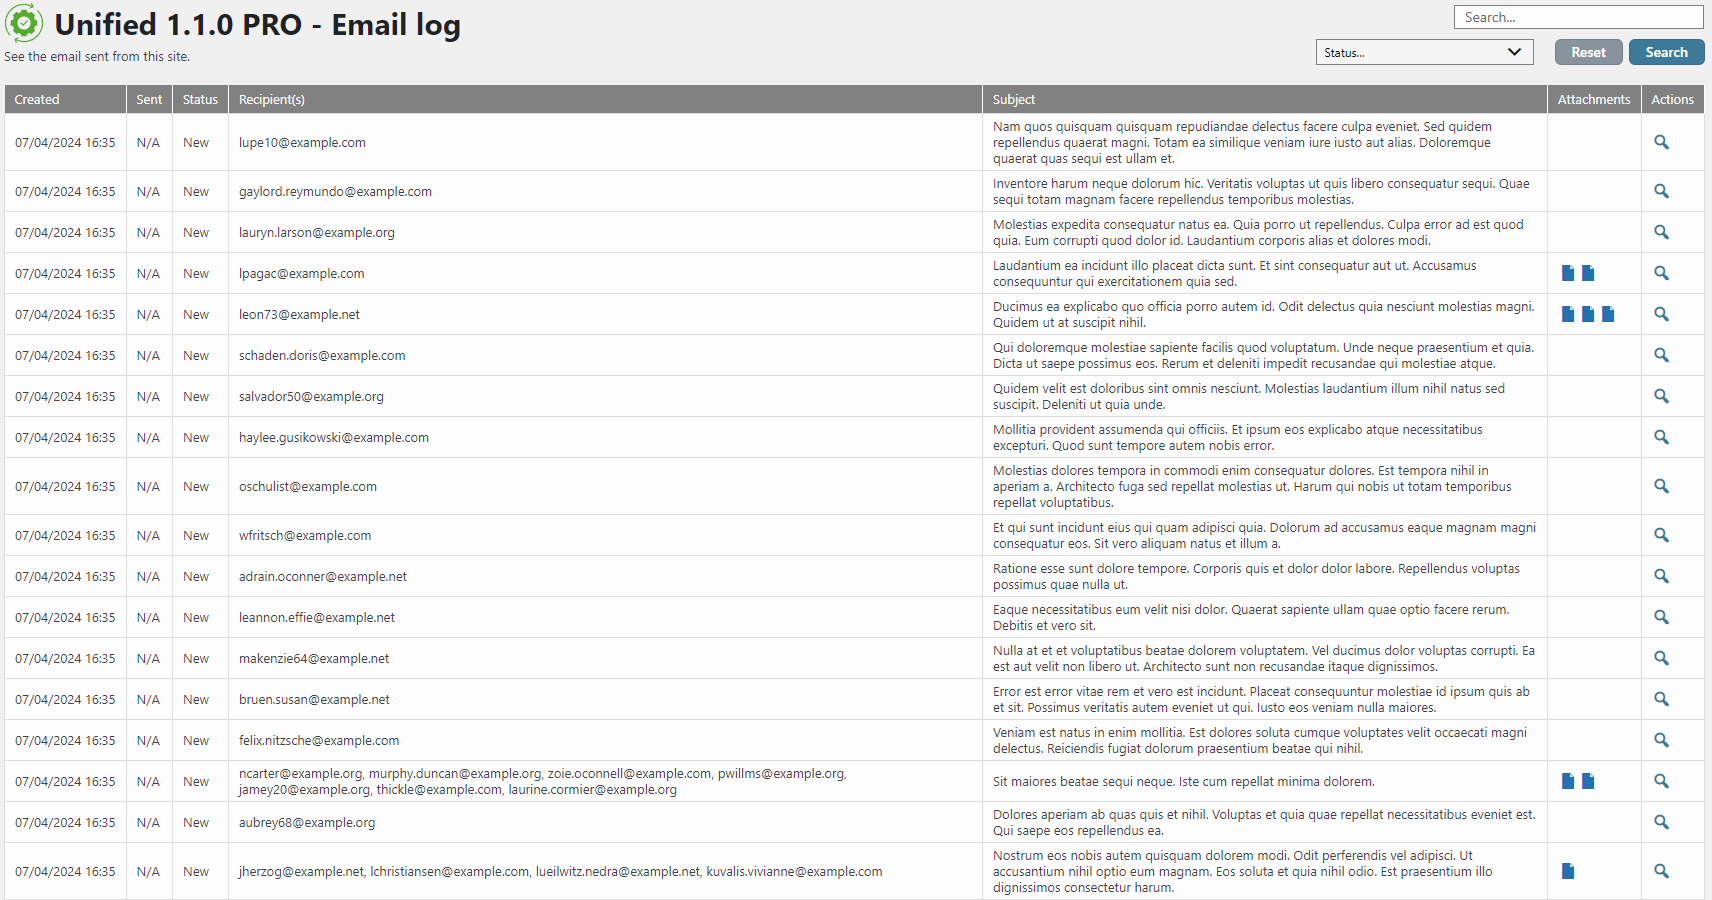 Unified 1.1.0 PRO - Email log
See the email sent from this site.
Search...
Status...
Reset
Search
Created Sent Status Recipient(s) Subject Attachments Actions
07/04/2024 16:35 N/A New lupe10@example.com
Nam quos quisquam quisquam repudiandae delectus facere culpa eveniet. Sed quidem
repellendus quaerat magni. Totam ea similique veniam iure iusto aut alias. Doloremque
quaerat quas sequi est ullam et.
07/04/2024 16:35 N/A New gaylord.reymundo@example.com
Inventore harum neque dolorum hic. Veritatis voluptas ut quis libero consequatur sequi. Quae
sequi totam magnam facere repellendus temporibus molestias.
07/04/2024 16:35 N/A New lauryn.larson@example.org
Molestias expedita consequatur natus ea. Quia porro ut repellendus. Culpa error ad est quod
quia. Eum corrupti quod dolor id. Laudantium corporis alias et dolores modi.
07/04/2024 16:35 N/A New lpagac@example.com
Laudantium ea incidunt illo placeat dicta sunt. Et sint consequatur aut ut. Accusamus
consequuntur qui exercitationem quia sed.
07/04/2024 16:35 N/A New leon73@example.net
Ducimus ea explicabo quo officia porro autem id. Odit delectus quia nesciunt molestias magni.
Quidem ut at suscipit nihil.
07/04/2024 16:35 N/A New schaden.doris@example.com
Qui doloremque molestiae sapiente facilis quod voluptatum. Unde neque praesentium et quia.
Dicta ut saepe possimus eos. Rerum et deleniti impedit recusandae qui molestiae atque.
07/04/2024 16:35 N/A New salvador50@example.org
Quidem velit est doloribus sint omnis nesciunt. Molestias laudantium illum nihil natus sed
suscipit. Deleniti ut quia unde.
07/04/2024 16:35 N/A New haylee.gusikowski@example.com
Mollitia provident assumenda qui officiis. Et ipsum eos explicabo atque necessitatibus
excepturi. Quod sunt tempore autem nobis error.
07/04/2024 16:35 N/A New oschulist@example.com
Molestias dolores tempora in commodi enim consequatur dolores. Est tempora nihil in
aperiam a. Architecto fuga sed repellat molestias ut. Harum qui nobis ut totam temporibus
repellat voluptatibus.
07/04/2024 16:35 N/A New wfritsch@example.com
Et qui sunt incidunt eius qui quam adipisci quia. Dolorum ad accusamus eaque magnam magni
consequatur eos. Sit vero aliquam natus et illum a.
07/04/2024 16:35 N/A New adrain.oconner@example.net
Ratione esse sunt dolore tempore. Corporis quis et dolor dolor labore. Repellendus voluptas
possimus quae nulla ut.
07/04/2024 16:35 N/A New leannon.effie@example.net
Eaque necessitatibus eum velit nisi dolor. Quaerat sapiente ullam quae optio facere rerum.
Debitis et vero sit.
07/04/2024 16:35 N/A New makenzie64@example.net
Nulla at et et voluptatibus beatae dolorem voluptatem. Vel ducimus dolor voluptas corrupti. Ea
est aut velit non libero ut. Architecto sunt non recusandae itaque dignissimos.
07/04/2024 16:35 N/A New bruen.susan@example.net
Error est error vitae rem et vero est incidunt. Placeat consequuntur molestiae id ipsum quis ab
et sit. Possimus veritatis autem eveniet ut qui. Iusto eos veniam nulla maiores.
07/04/2024 16:35 N/A New felix.nitzsche@example.com
Veniam est natus in enim mollitia. Est dolores soluta cumque voluptates velit occaecati magni
delectus. Reiciendis fugiat dolorum praesentium beatae qui nihil.
07/04/2024 16:35 N/A New
ncarter@example.org, murphy.duncan@example.org, zoie.oconnell@example.com, pwillms@example.org,
jamey20@example.org, thickle@example.com, laurine.cormier@example.org
Sit maiores beatae sequi neque. Iste cum repellat minima dolorem.
07/04/2024 16:35 N/A New aubrey68@example.org
Dolores aperiam ab quas quis et nihil. Voluptas et quia quae repellat necessitatibus eveniet est.
Qui saepe eos repellendus ea.
07/04/2024 16:35 N/A New jherzog@example.net, lchristiansen@example.com, lueilwitz.nedra@example.net, kuvalis.vivianne@example.com
Nostrum eos nobis autem quisquam dolorem modi. Odit perferendis vel adipisci. Ut
accusantium nihil optio eum magnam. Eos soluta et quia nihil odio. Est praesentium illo
dignissimos consectetur harum.